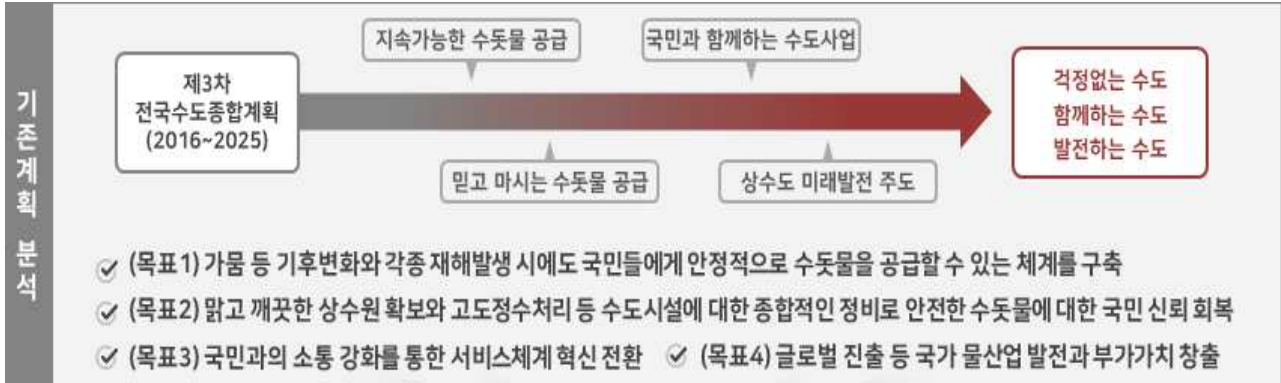 기존계획 분석
지속가능한 수돗물 공급
국민과 함께하는 수도사업
제3차
전국수도종합계획
(2016~2025)
걱정없는 수도
함께하는 수도
발전하는 수도
믿고 마시는 수돗물 공급
상수도 미래발전 주도
(목표1) 가뭄 등 기후변화와 각종 재해발생 시에도 국민들에게 안정적으로 수돗물을 공급할 수 있는 체계를 구축
(목표2) 맑고 깨끗한 상수원 확보와 고도정수처리 등 수도시설에 대한 종합적인 정비로 안전한 수돗물에 대한 국민 신뢰 회복
(목표3) 국민과의 소통 강화를 통한 서비스체계 혁신 전환
(목표4) 글로벌 진출 등 국가 물산업 발전과 부가가치 창출